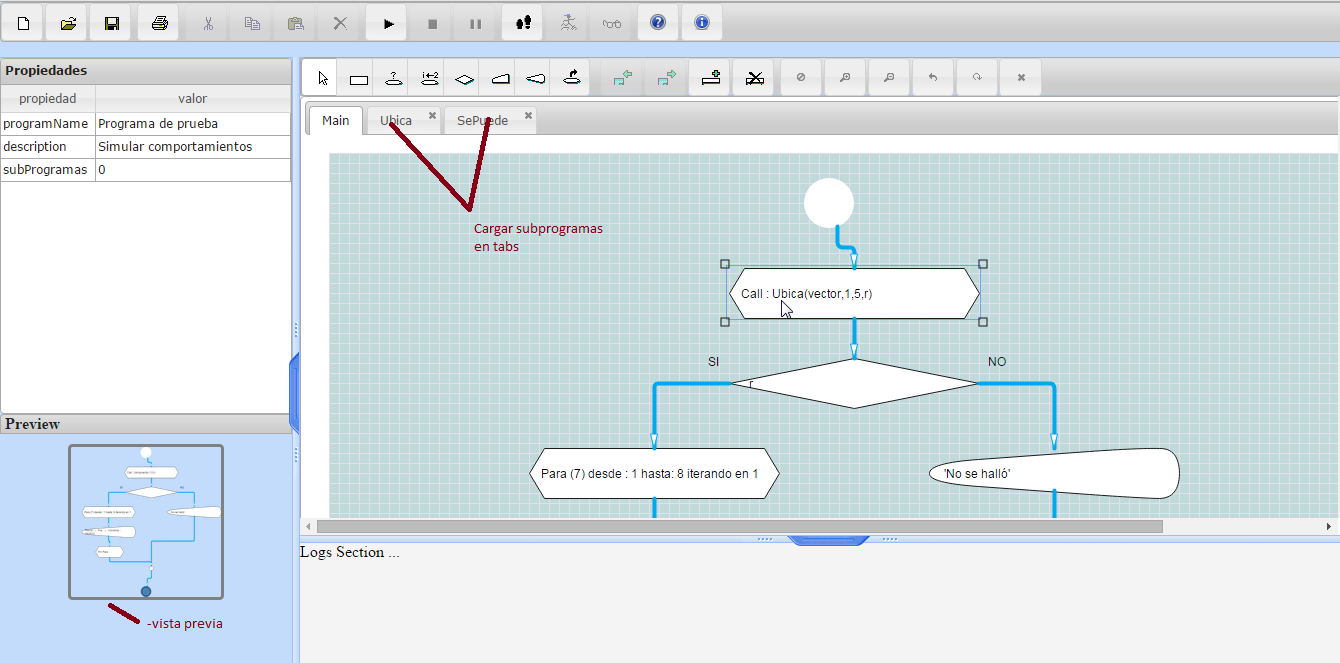 Propiedades
propiedad valor
programName Programa de prueba
description Simular comportamientos
subProgramas 0
Main Ubica SePuede
Cargar subprogramas
en tabs
Call : Ubica(vector,1,5,r)
SI NO
r
Para (7) desde : 1 hasta: 8 iterando en 1
'No se halló'
Preview
-vista previa
Logs Section ...